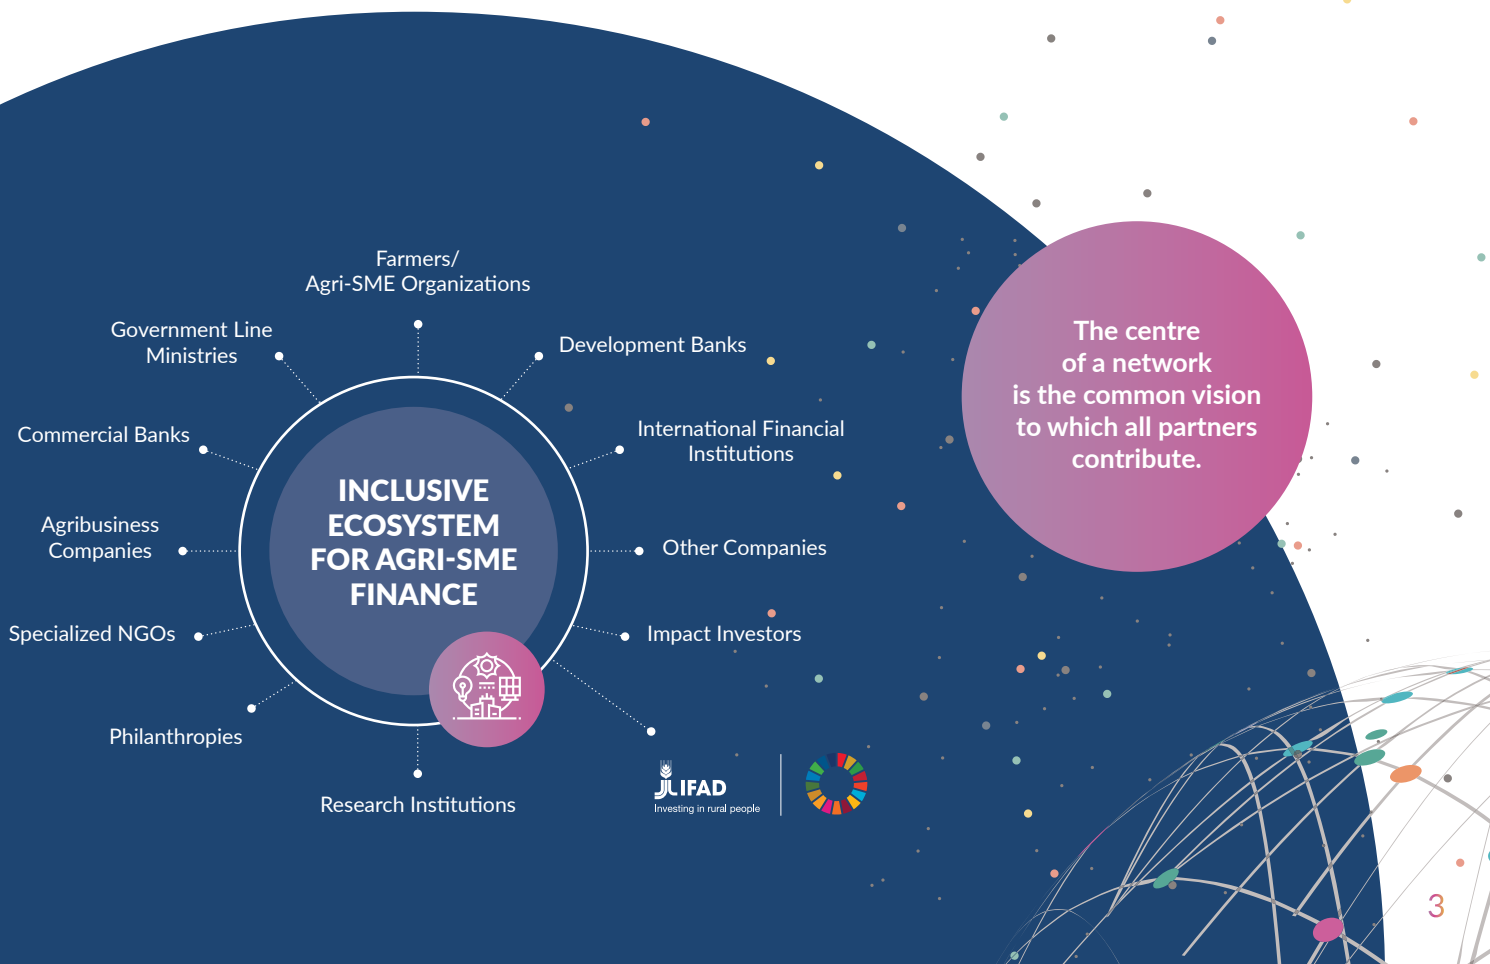 Farmers/
Agri-SME Organizations
Government Line
Ministries
Development Banks
Commercial Banks
International Financial
Institutions
Agribusiness
Companies
Other Companies
Specialized NGOs
Impact Investors
Philanthropies
Research Institutions
INCLUSIVE
ECOSYSTEM
FOR AGRI-SME
FINANCE
IFAD
Investing in rural people
The centre
of a network
is the common vision
to which all partners
contribute.
3